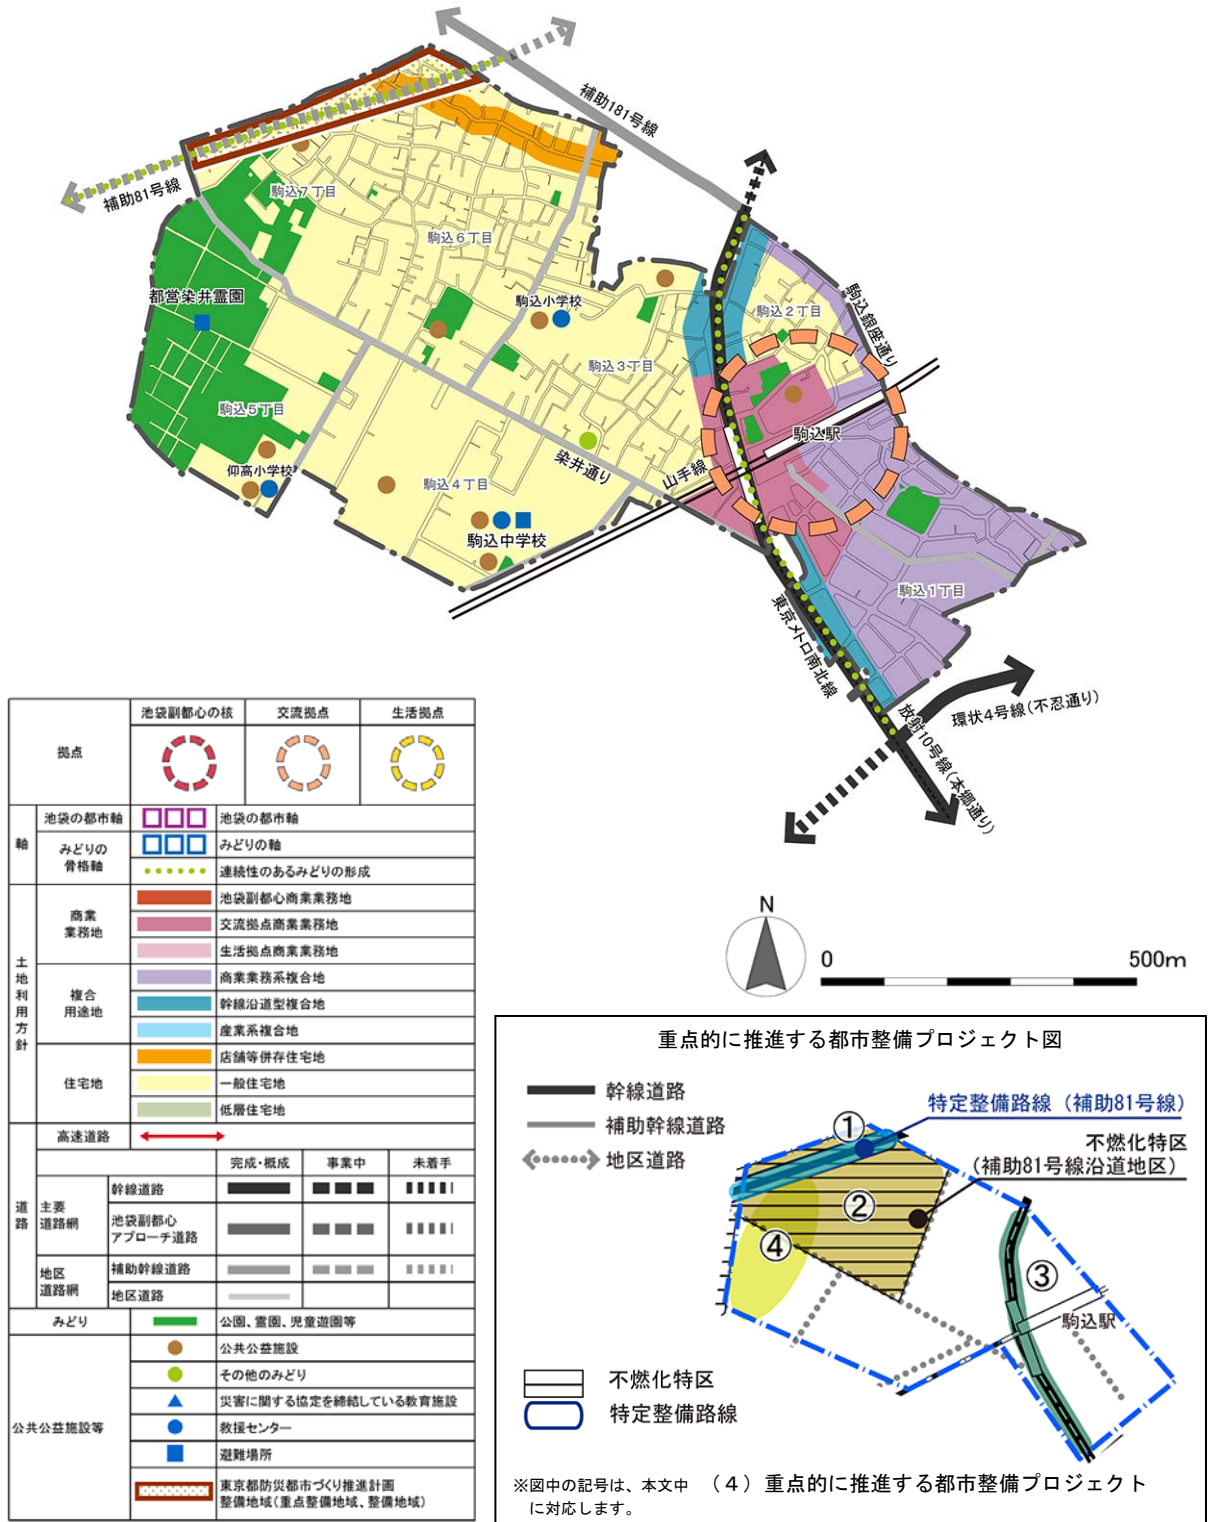 補助181号線
補助81号線
駒込7丁目
駒込6丁目
都営染井霊園
駒込小学校
駒込2丁目
駒込銀座通り
駒込3丁目
駒込5丁目
駒込駅
仰高小学校
染井通り
山手線
駒込4丁目
駒込中学校
駒込1丁目
東京メトロ南北線
環状4号線(不忍通り)
放射10号線(本郷通り)
N
0 500m
池袋副都心の核 交流拠点 生活拠点
拠点
軸
池袋の都市軸 池袋の都市軸
みどりの
骨格軸
みどりの軸
連続性のあるみどりの形成
土地利用方針
商業
業務地
池袋副都心商業業務地
交流拠点商業業務地
生活拠点商業業務地
複合
用途地
商業業務系複合地
幹線沿道型複合地
産業系複合地
住宅地
店舗等併存住宅地
一般住宅地
低層住宅地
道路
高速道路
完成・概成 事業中 未着手
主要
道路網
幹線道路
池袋副都心
アプローチ道路
地区
道路網
補助幹線道路
地区道路
みどり 公園、霊園、児童遊園等
公共公益施設等
公共公益施設
その他のみどり
災害に関する協定を締結している教育施設
救援センター
避難場所
東京都防災都市づくり推進計画
整備地域(重点整備地域、整備地域)
重点的に推進する都市整備プロジェクト図
幹線道路
補助幹線道路
地区道路
特定整備路線(補助81号線)
不燃化特区
(補助81号線沿道地区)
①
②
③
④
駒込駅
不燃化特区
特定整備路線
※図中の記号は、本文中 (4)重点的に推進する都市整備プロジェクト
に対応します。